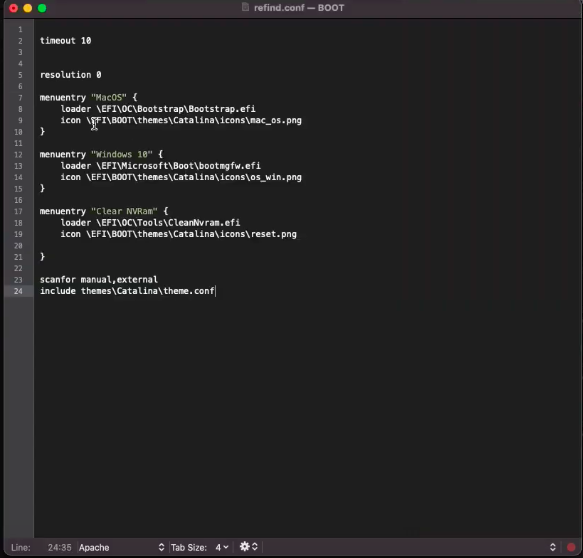 refind.conf — BOOT
1
2 timeout 10
3
4
5 resolution 0
6
7 menuentry "MacOS" {
8 loader \EFI\OC\Bootstrap\Bootstrap.efi
9 icon \EFI\BOOT\themes\Catalina\icons\mac_os.png
10 }
11
12 menuentry "Windows 10" {
13 loader \EFI\Microsoft\Boot\bootmgfw.efi
14 icon \EFI\BOOT\themes\Catalina\icons\os_win.png
15 }
16
17 menuentry "Clear NVRam" {
18 loader \EFI\OC\Tools\CleanNvram.efi
19 icon \EFI\BOOT\themes\Catalina\icons\reset.png
20
21 }
22
23 scanfor manual,external
24 include themes\Catalina\theme.conf
Line: 24:35 Apache Tab Size: 4